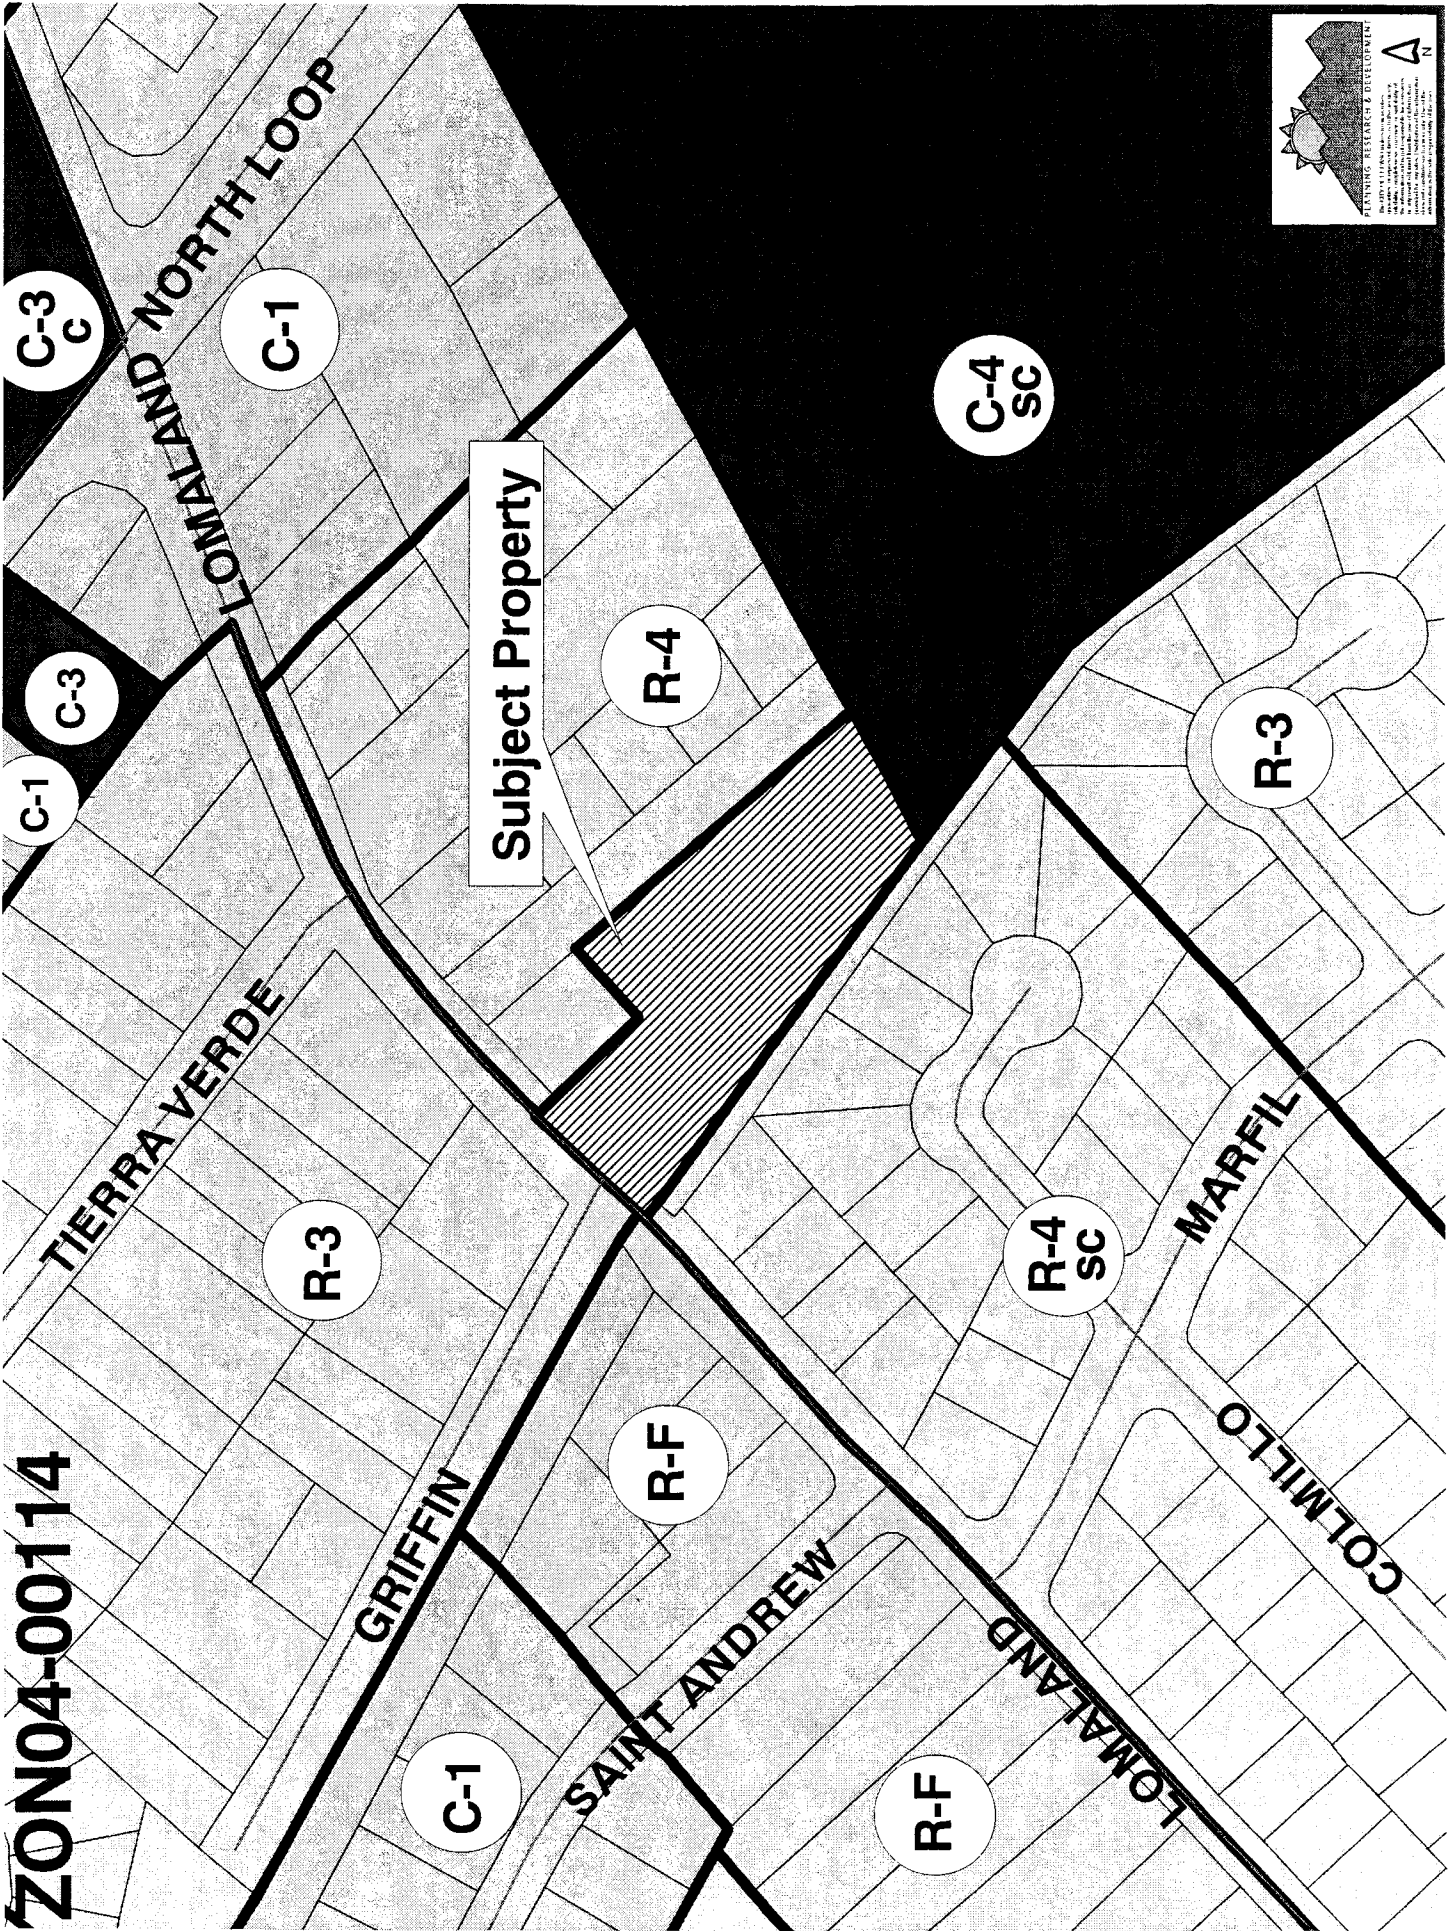 ZON04-00114
C-3
c
NORTH LOOP
C-1
LOMALAND
C-3
C-1
Subject Property
R-4
C-4
sc
TIERRA VERDE
R-3
R-3
GRIFFIN
R-F
R-4
sc
MARFIL
COLMILLO
C-1
SAINT ANDREW
R-F
LOMALAND
PLANNING RESEARCH & DEVELOPMENT
N